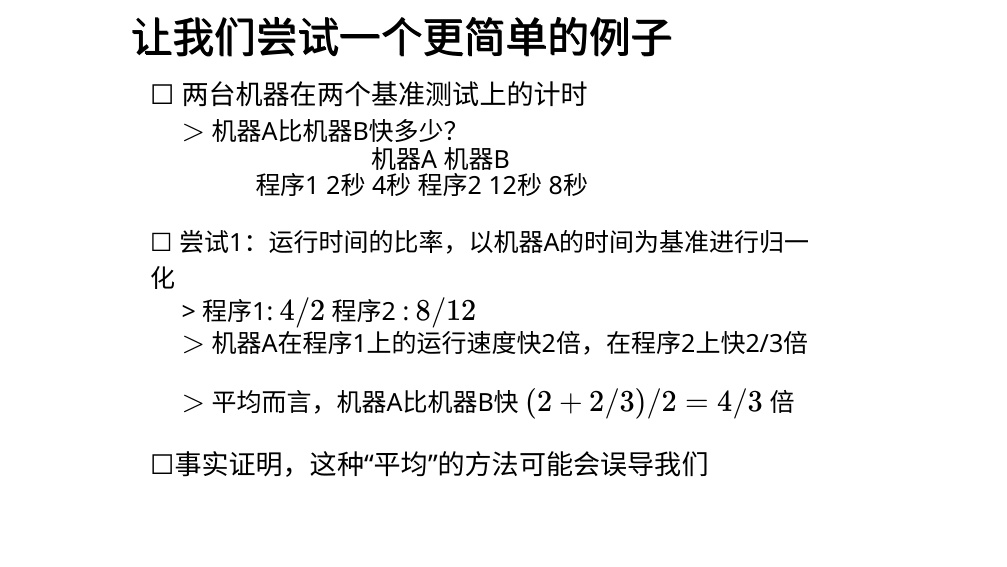 让我们尝试一个更简单的例子
☐ 两台机器在两个基准测试上的计时
> 机器A比机器B快多少？
机器A 机器B
程序1 2秒 4秒 程序2 12秒 8秒
☐ 尝试1：运行时间的比率，以机器A的时间为基准进行归一
化
> 程序1: 4/2 程序2 : 8/12
> 机器A在程序1上的运行速度快2倍，在程序2上快2/3倍
> 平均而言，机器A比机器B快 (2 + 2/3)/2 = 4/3 倍
☐事实证明，这种“平均”的方法可能会误导我们